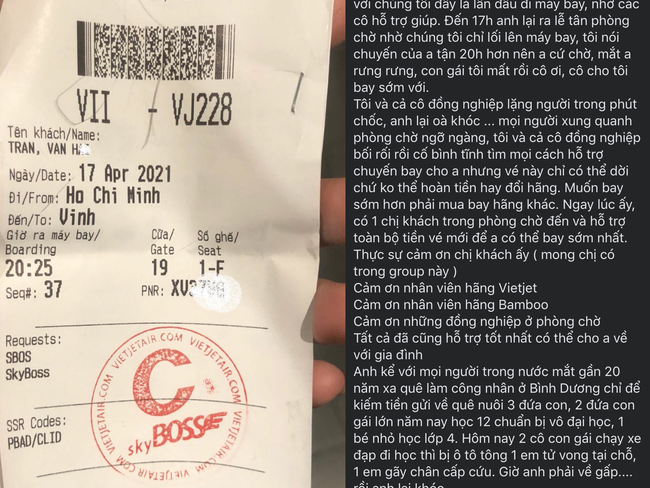 VII - VJ228
Tên khách/Name:
TRAN, VAN
Ngày/Date: 17 Apr 2021
Đi/From: Ho Chi Minh
Đến/To: Vinh
Giờ ra máy bay/
Boarding
20:25
Cửa/
Gate
19
Số ghế/
Seat
1-F
Seq#: 37
PNR:
Requests:
SBOS
SkyBoss
SSR Codes:
PBAD/CLID
VIETJETAIR.COM VIETJETAIR.COM VIETJETAIR.COM
C
skyBOSS
với chúng tôi đây là lần đầu đi máy bay, nhờ các
cô hỗ trợ giúp. Đến 17h anh lại ra lễ tân phòng
chờ nhờ chúng tôi chỉ lối lên máy bay, tôi nói
chuyến của a tận 20h hơn nên a cứ chờ, mắt a
rưng rưng, con gái tôi mất rồi cô ơi, cô cho tôi
bay sớm với.
Tôi và cả cô đồng nghiệp lặng người trong phút
chốc, anh lại oà khóc ... mọi người xung quanh
phòng chờ ngỡ ngàng, tôi và cả cô đồng nghiệp
bối rối rồi cố bình tĩnh tìm mọi cách hỗ trợ
chuyến bay cho a nhưng vé này chỉ có thể dời
chứ ko thể hoàn tiền hay đổi hãng. Muốn bay
sớm hơn phải mua bay hãng khác. Ngay lúc ấy,
có 1 chị khách trong phòng chờ đến và hỗ trợ
toàn bộ tiền vé mới để a có thể bay sớm nhất.
Thực sự cảm ơn chị khách ấy ( mong chị có
trong group này )
Cảm ơn nhân viên hãng Vietjet
Cảm ơn nhân viên hãng Bamboo
Cảm ơn những đồng nghiệp ở phòng chờ
Tất cả đã cũng hỗ trợ tốt nhất có thể cho a về
với gia đình
Anh kể với mọi người trong nước mắt gần 20
năm xa quê làm công nhân ở Bình Dương chỉ để
kiếm tiền gửi về quê nuôi 3 đứa con, 2 đứa con
gái lớn năm nay học 12 chuẩn bị vô đại học, 1
bé nhỏ học lớp 4. Hôm nay 2 cô con gái chạy xe
đạp đi học thì bị ô tô tông 1 em tử vong tại chỗ,
1 em gãy chân cấp cứu. Giờ anh phải về gấp....
rồi anh lại khóc